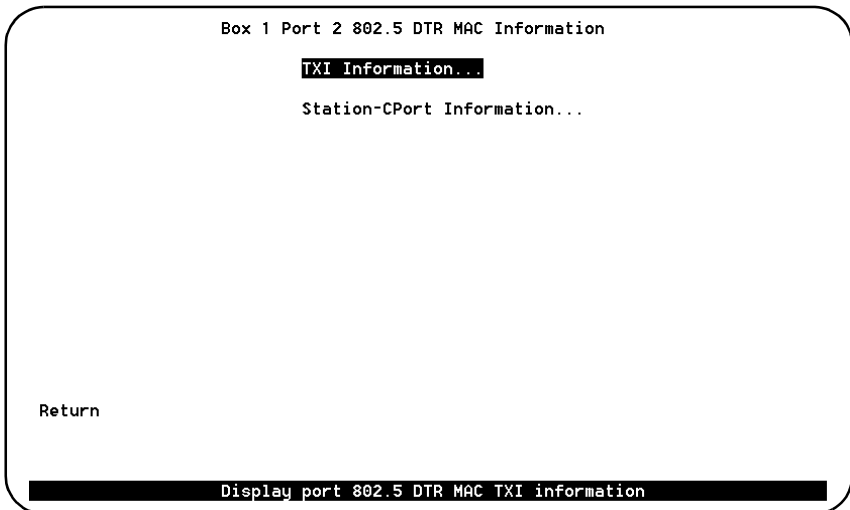 Box 1 Port 2 802.5 DTR MAC Information
TXI Information...
Station-CPort Information...
Return
Display port 802.5 DTR MAC TXI information